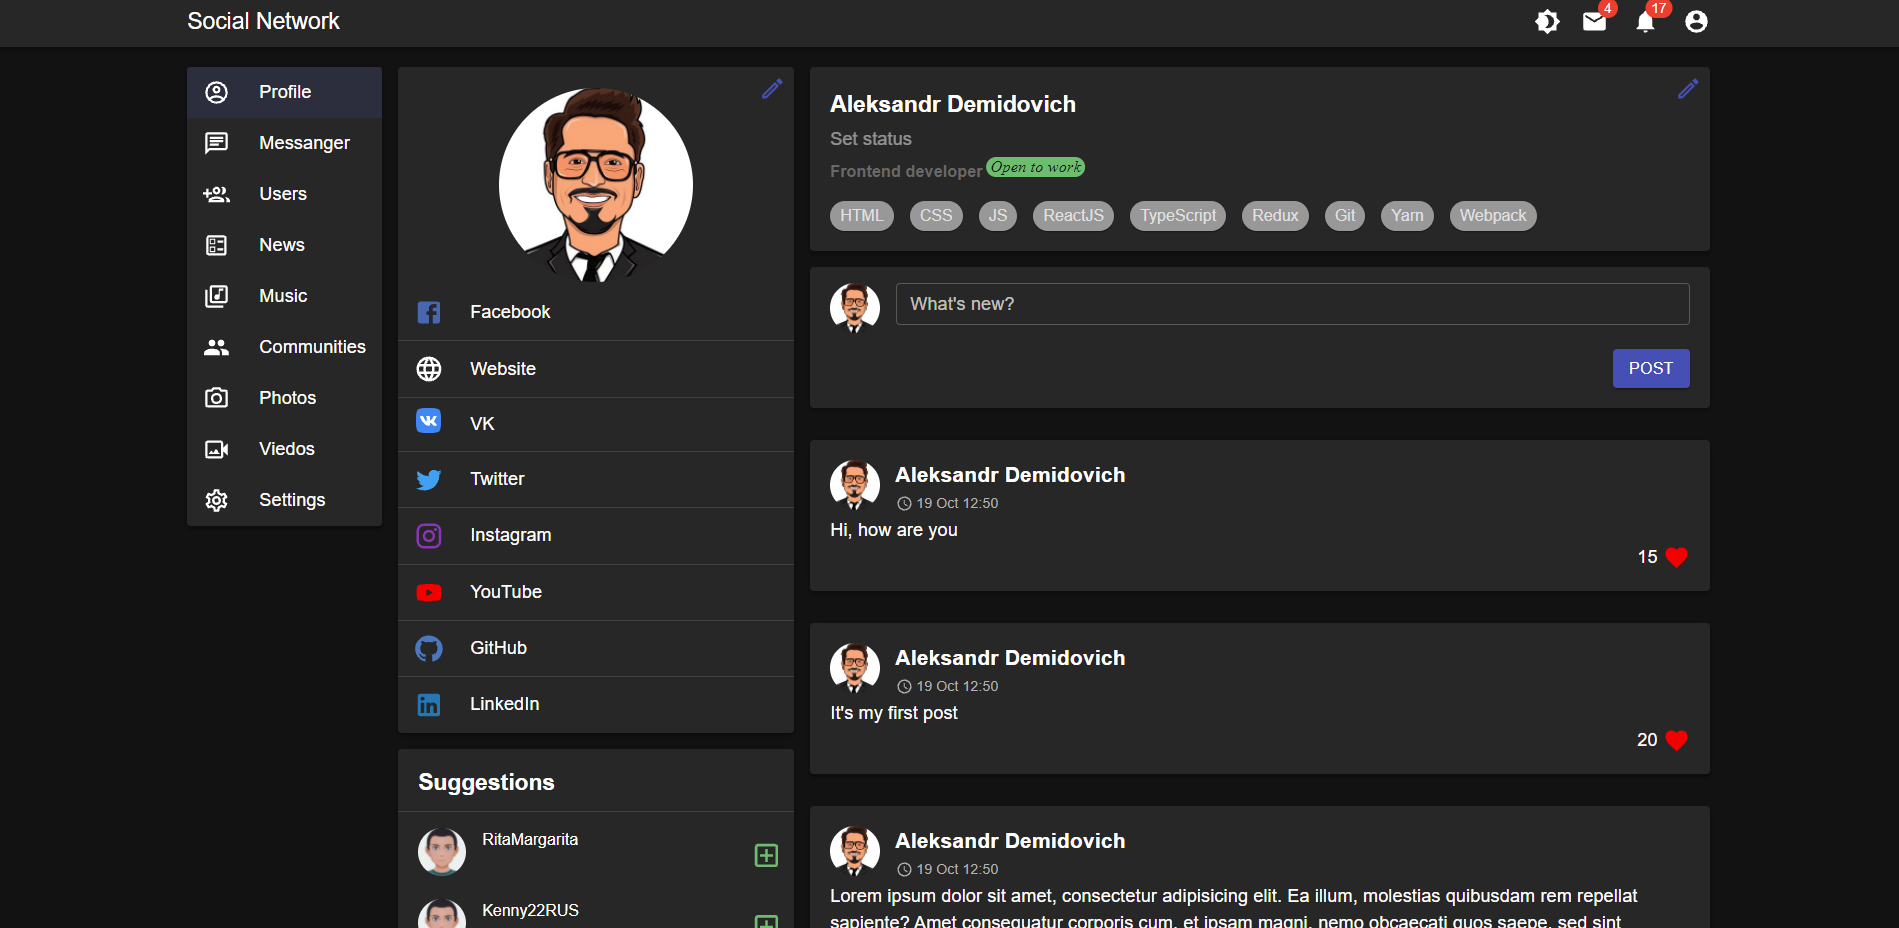 Social Network
4
17
Profile
Messanger
Users
News
Music
Communities
Photos
Viedos
Settings
Facebook
Website
VK
Twitter
Instagram
YouTube
GitHub
LinkedIn
Suggestions
RitaMargarita
Kenny22RUS
Aleksandr Demidovich
Set status
Frontend developer Open to work
HTML CSS JS ReactJS TypeScript Redux Git Yarn Webpack
What's new?
POST
Aleksandr Demidovich
19 Oct 12:50
Hi, how are you
15
Aleksandr Demidovich
19 Oct 12:50
It's my first post
20
Aleksandr Demidovich
19 Oct 12:50
Lorem ipsum dolor sit amet, consectetur adipisicing elit. Ea illum, molestias quibusdam rem repellat
sapiente? Amet consequatur corporis cum, et ipsam magni, nemo obcaecati quos saepe, sed sint